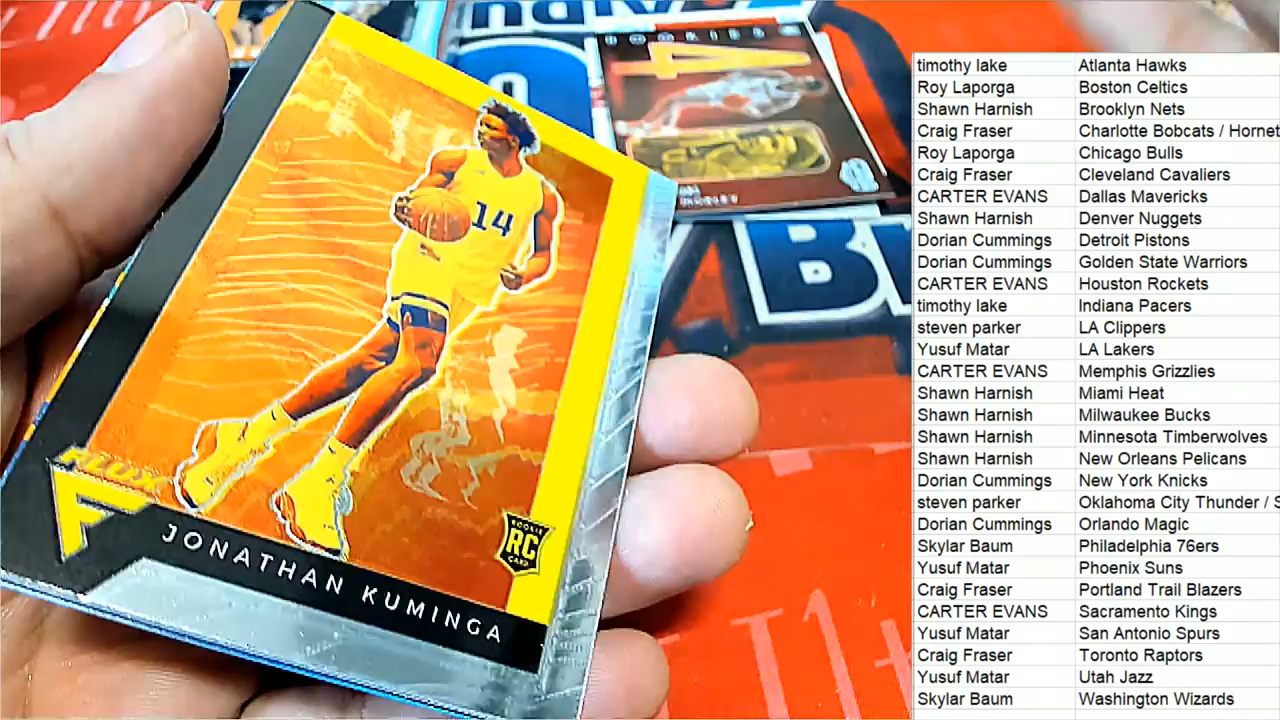 14
FLUX
F
ROOKIE
RC
CARD
JONATHAN KUMINGA
ROOKIES
timothy lake Atlanta Hawks
Roy Laporga Boston Celtics
Shawn Harnish Brooklyn Nets
Craig Fraser Charlotte Bobcats / Hornet
Roy Laporga Chicago Bulls
Craig Fraser Cleveland Cavaliers
CARTER EVANS Dallas Mavericks
Shawn Harnish Denver Nuggets
Dorian Cummings Detroit Pistons
Dorian Cummings Golden State Warriors
CARTER EVANS Houston Rockets
timothy lake Indiana Pacers
steven parker LA Clippers
Yusuf Matar LA Lakers
CARTER EVANS Memphis Grizzlies
Shawn Harnish Miami Heat
Shawn Harnish Milwaukee Bucks
Shawn Harnish Minnesota Timberwolves
Shawn Harnish New Orleans Pelicans
Dorian Cummings New York Knicks
steven parker Oklahoma City Thunder / S
Dorian Cummings Orlando Magic
Skylar Baum Philadelphia 76ers
Yusuf Matar Phoenix Suns
Craig Fraser Portland Trail Blazers
CARTER EVANS Sacramento Kings
Yusuf Matar San Antonio Spurs
Craig Fraser Toronto Raptors
Yusuf Matar Utah Jazz
Skylar Baum Washington Wizards